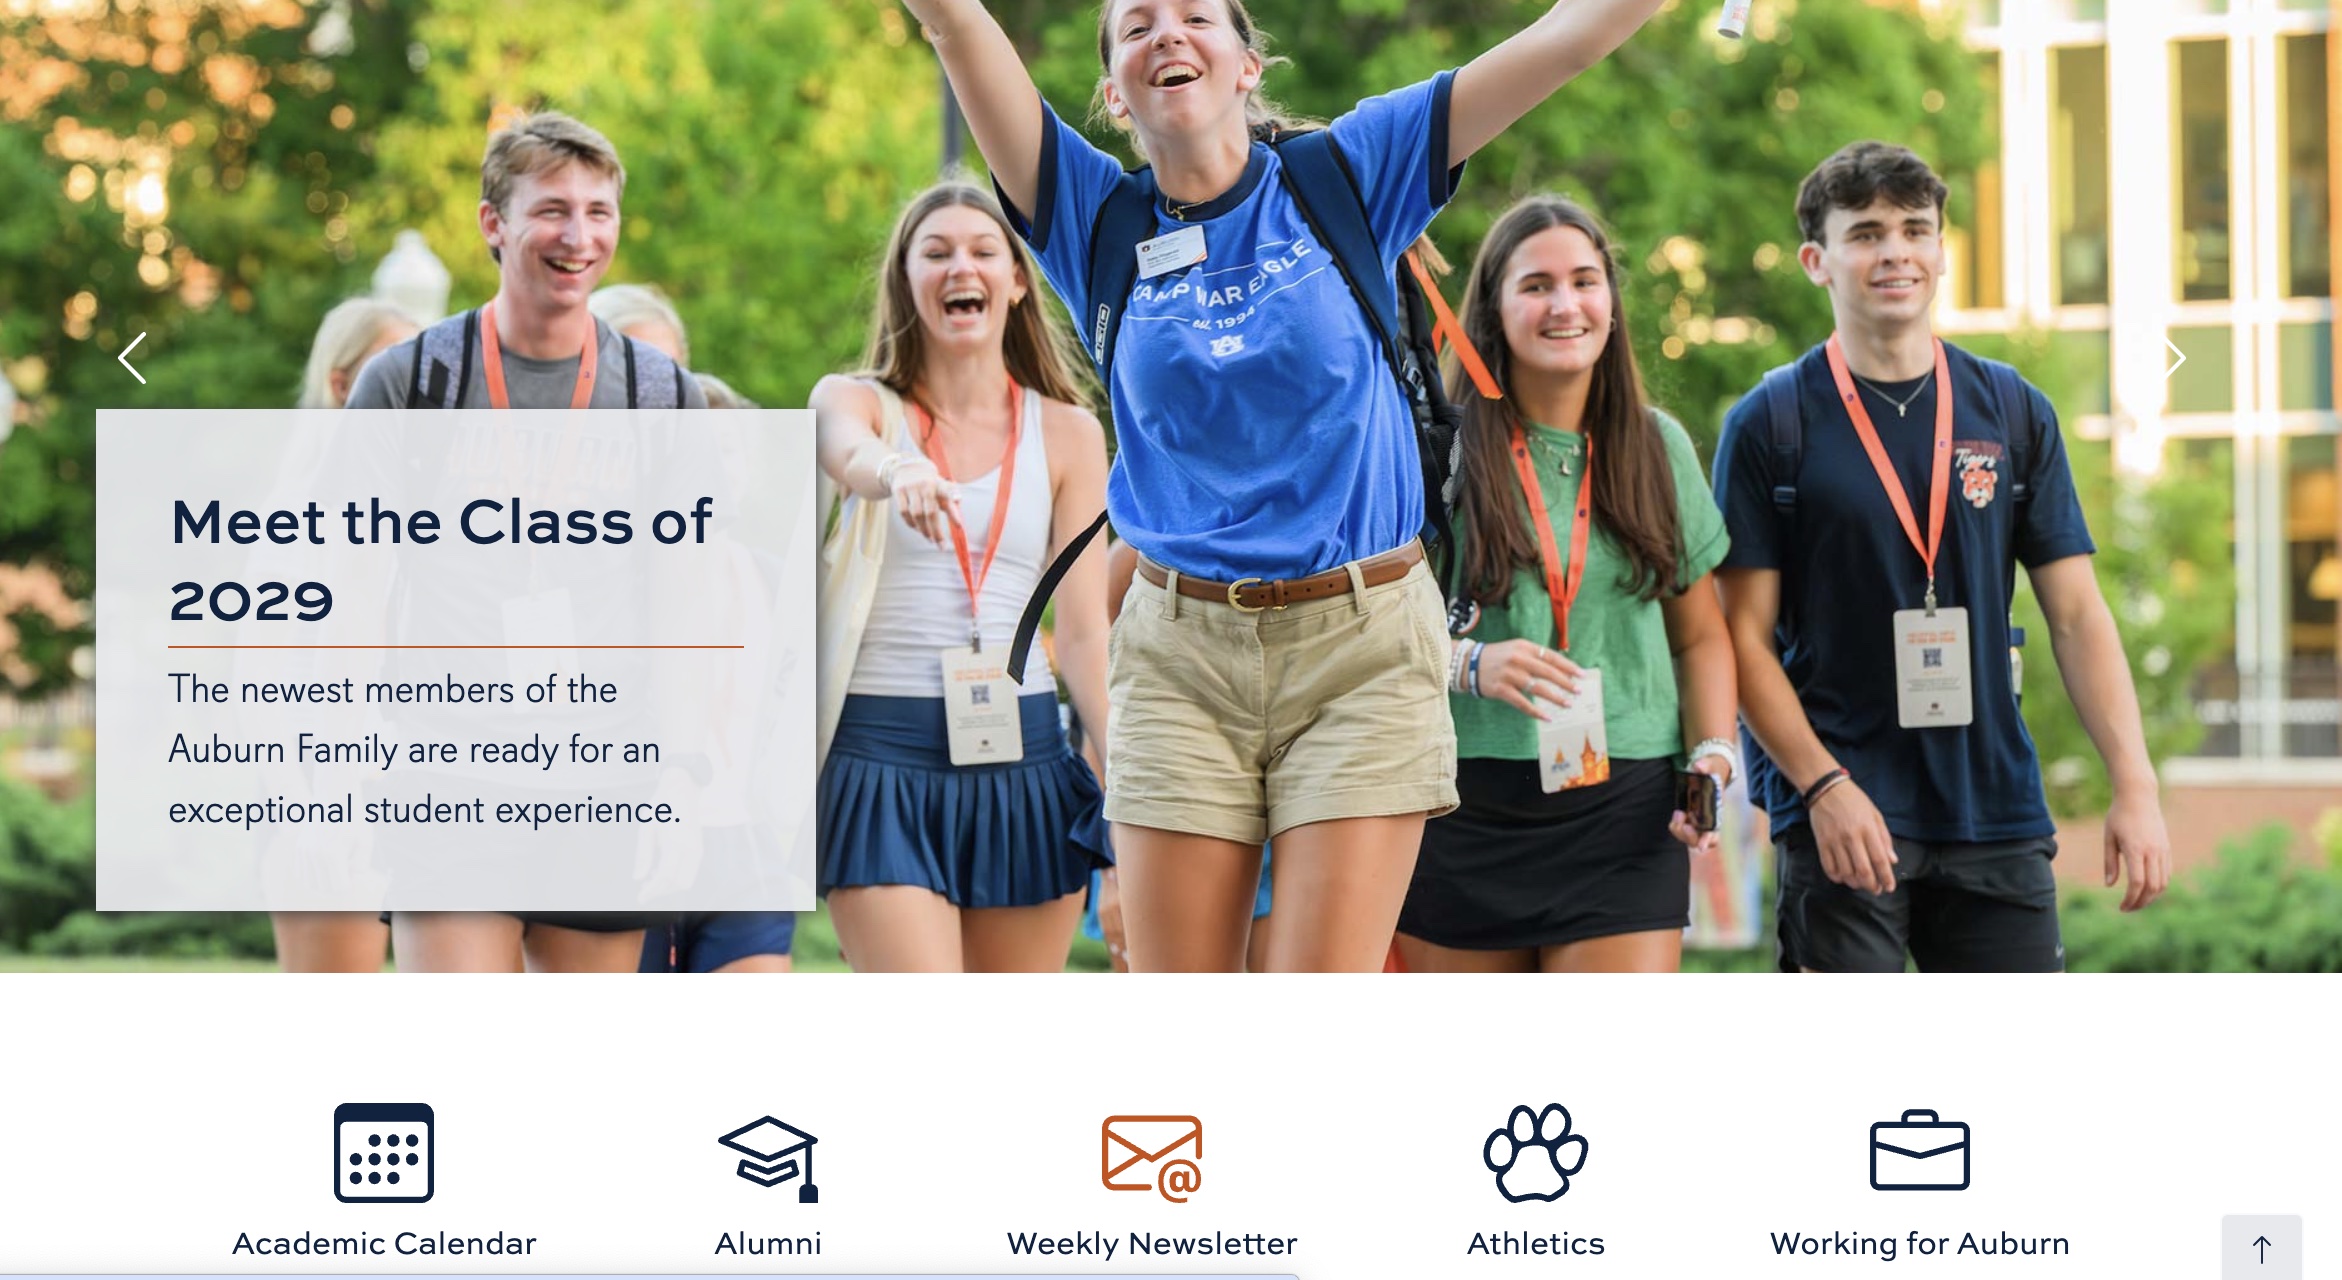 CAMP WAR EAGLE
est. 1994
AU
Tigers
Meet the Class of
2029
The newest members of the
Auburn Family are ready for an
exceptional student experience.
@
Academic Calendar
Alumni
Weekly Newsletter
Athletics
Working for Auburn